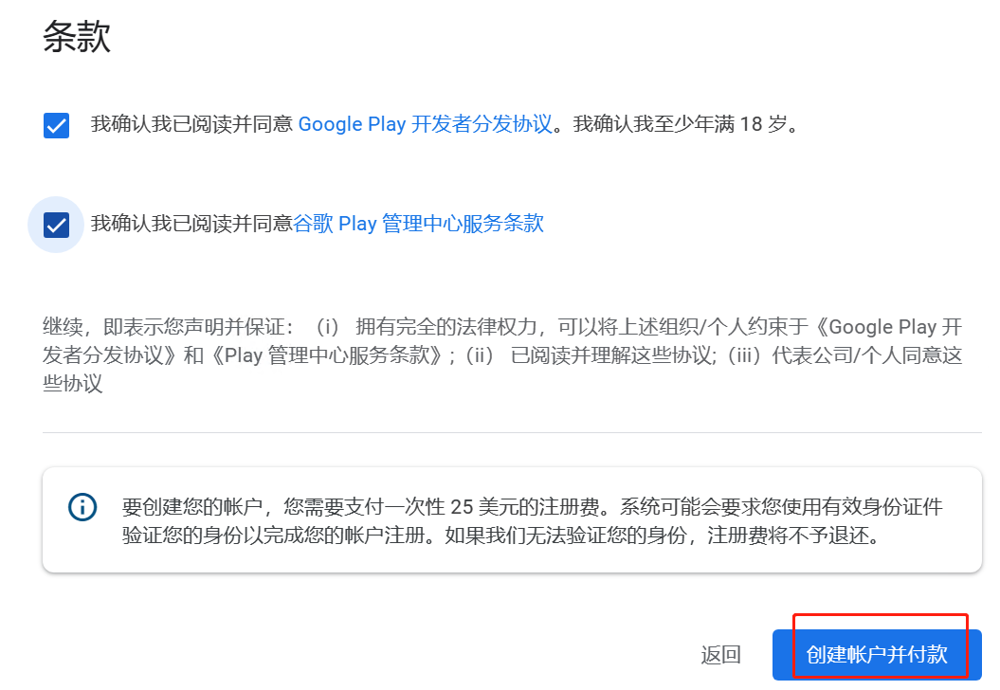 条款
我确认我已阅读并同意 Google Play 开发者分发协议。我确认我至少年满 18 岁。
我确认我已阅读并同意谷歌 Play 管理中心服务条款
继续，即表示您声明并保证：（i） 拥有完全的法律权力，可以将上述组织/个人约束于《Google Play 开
发者分发协议》和《Play 管理中心服务条款》;（ii） 已阅读并理解这些协议;（iii）代表公司/个人同意这
些协议
要创建您的帐户，您需要支付一次性 25 美元的注册费。系统可能会要求您使用有效身份证件
验证您的身份以完成您的帐户注册。如果我们无法验证您的身份，注册费将不予退还。
返回
创建帐户并付款